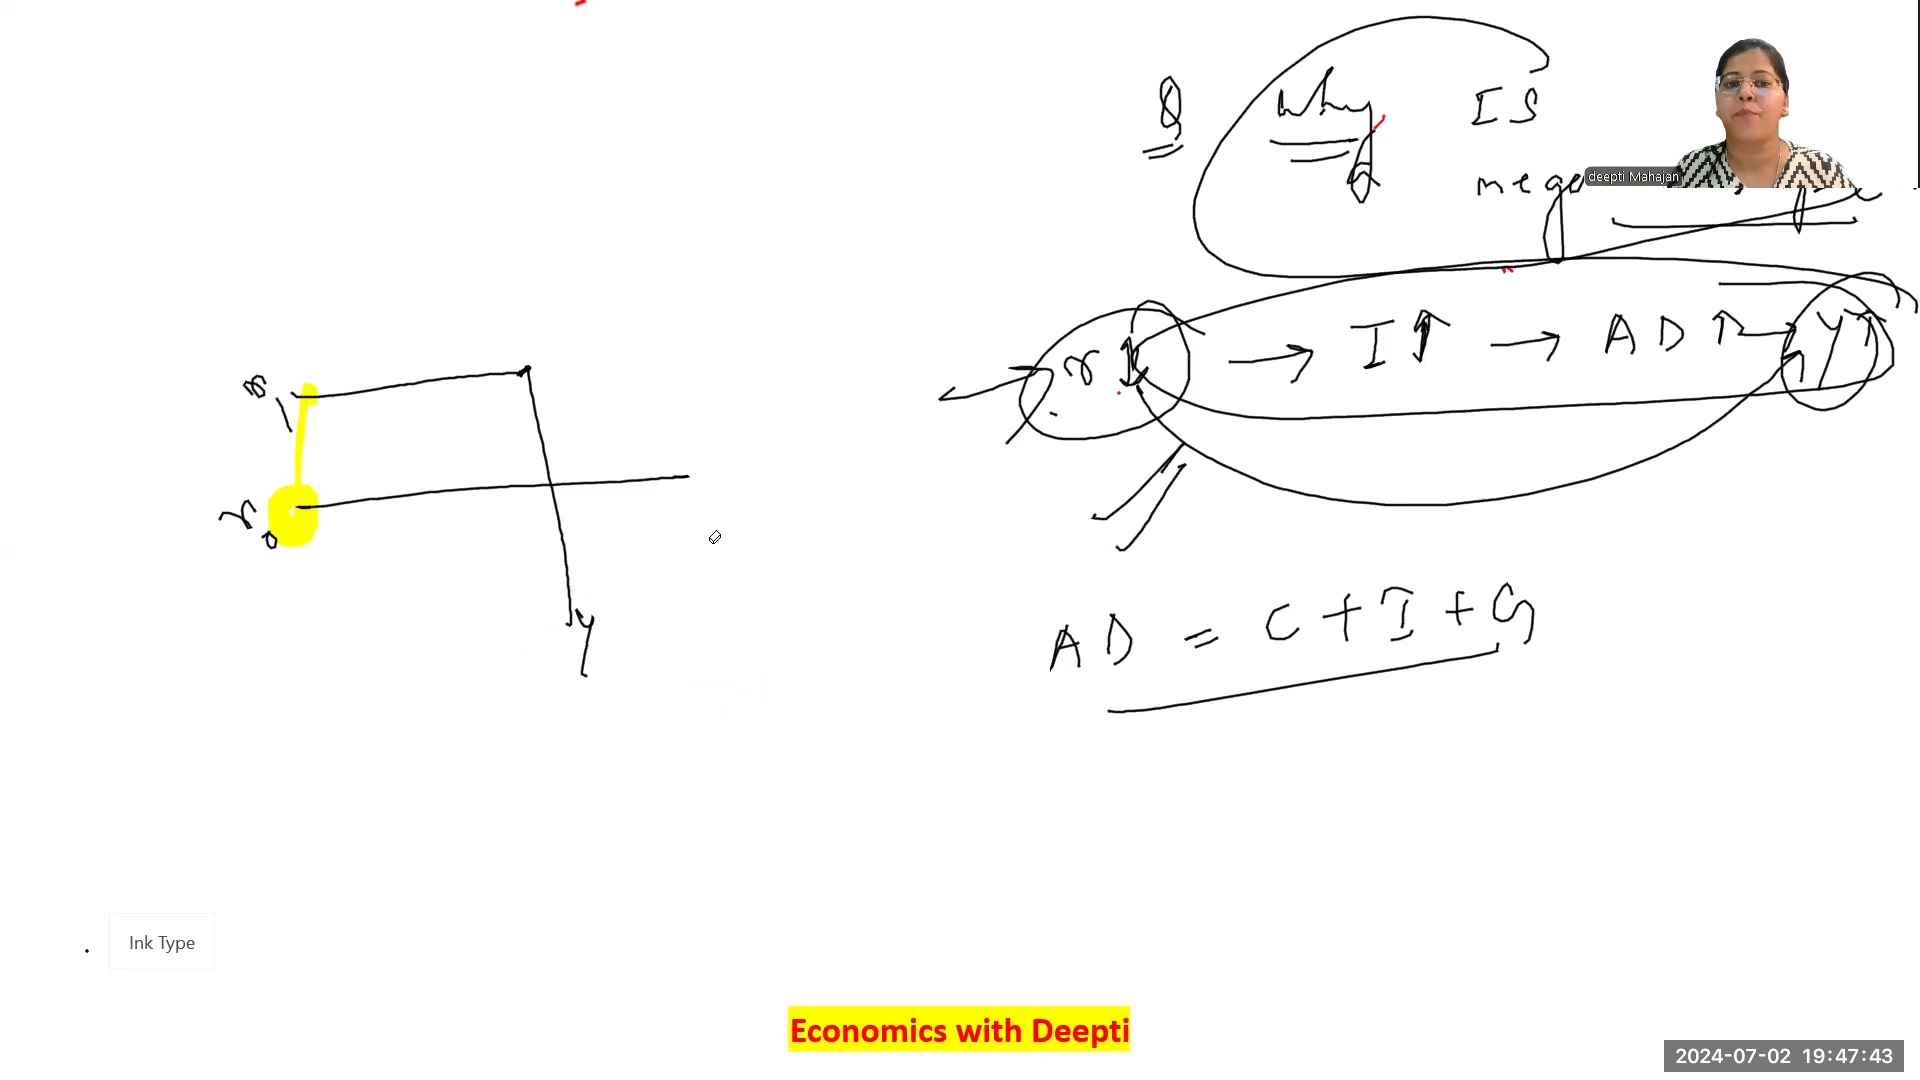 Q Why IS
deepti Mahajan
r ↓ → I ↑ → AD ↑ → Y ↑
r1
r0
Y
AD = C + I + G
Ink Type
Economics with Deepti
2024-07-02 19:47:43